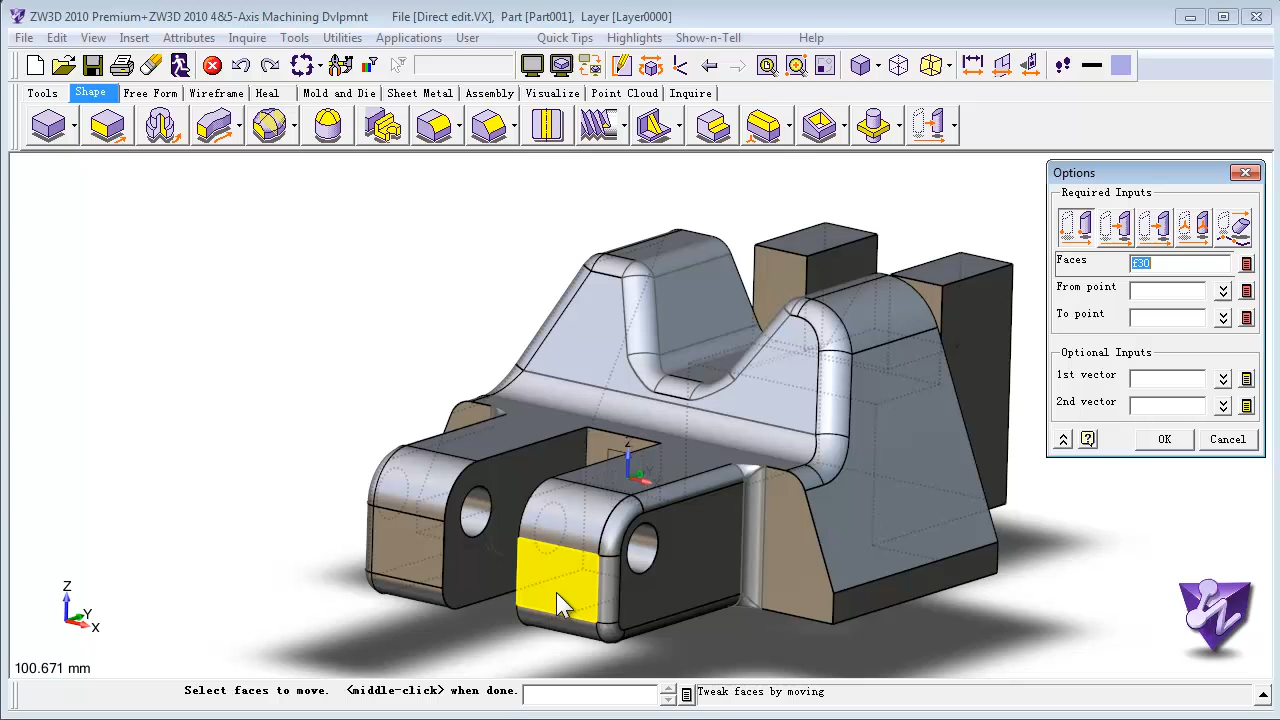 ZW3D 2010 Premium+ZW3D 2010 4&5-Axis Machining Dvlpmnt File [Direct edit.VX], Part [Part001], Layer [Layer0000]
File Edit View Insert Attributes Inquire Tools Utilities Applications User Quick Tips Highlights Show-n-Tell Help
Tools Shape Free Form Wireframe Heal Mold and Die Sheet Metal Assembly Visualize Point Cloud Inquire
Options
Required Inputs
Faces f30
From point
To point
Optional Inputs
1st vector
2nd vector
OK Cancel
Z
Y
Z
Y
X
100.671 mm
Select faces to move. <middle-click> when done. Tweak faces by moving